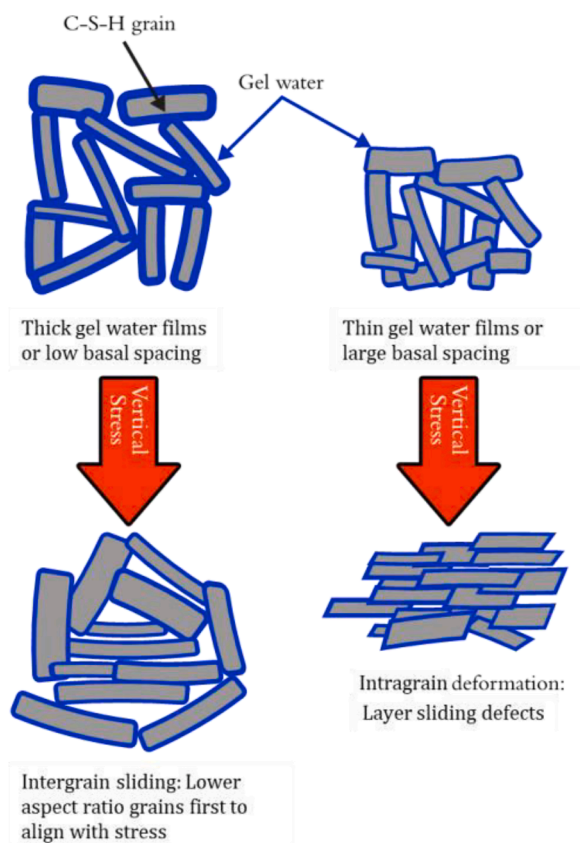 C-S-H grain
Gel water
Thick gel water films
or low basal spacing
Thin gel water films or
large basal spacing
Vertical
Stress
Vertical
Stress
Intergrain sliding: Lower
aspect ratio grains first to
align with stress
Intragrain deformation:
Layer sliding defects